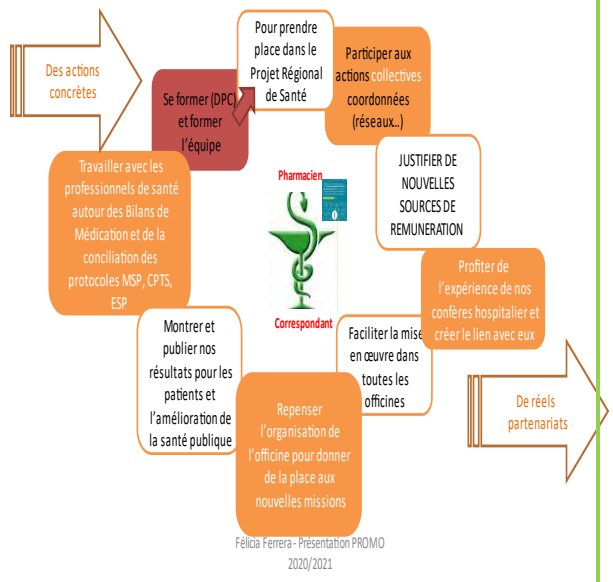 Des actions
concrètes
Se former (DPC)
et former
l'équipe
Pour prendre
place dans le
Projet Régional
de Santé
Participer aux
actions collectives
coordonnées
(réseaux..)
JUSTIFIER DE
NOUVELLES
SOURCES DE
REMUNERATION
Profiter de
l'expérience de nos
confères hospitalier et
créer le lien avec eux
Faciliter la mise
en œuvre dans
toutes les
officines
Repenser
l'organisation de
l'officine pour donner
de la place aux
nouvelles missions
Montrer et
publier nos
résultats pour les
patients et
l'amélioration de
la santé publique
Travailler avec les
professionnels de santé
autour des Bilans de
Médication et de la
conciliation des
protocoles MSP, CPTS,
ESP
Pharmacien
Correspondant
De réels
partenariats
Félicia Ferrera - Présentation PROMO
2020/2021